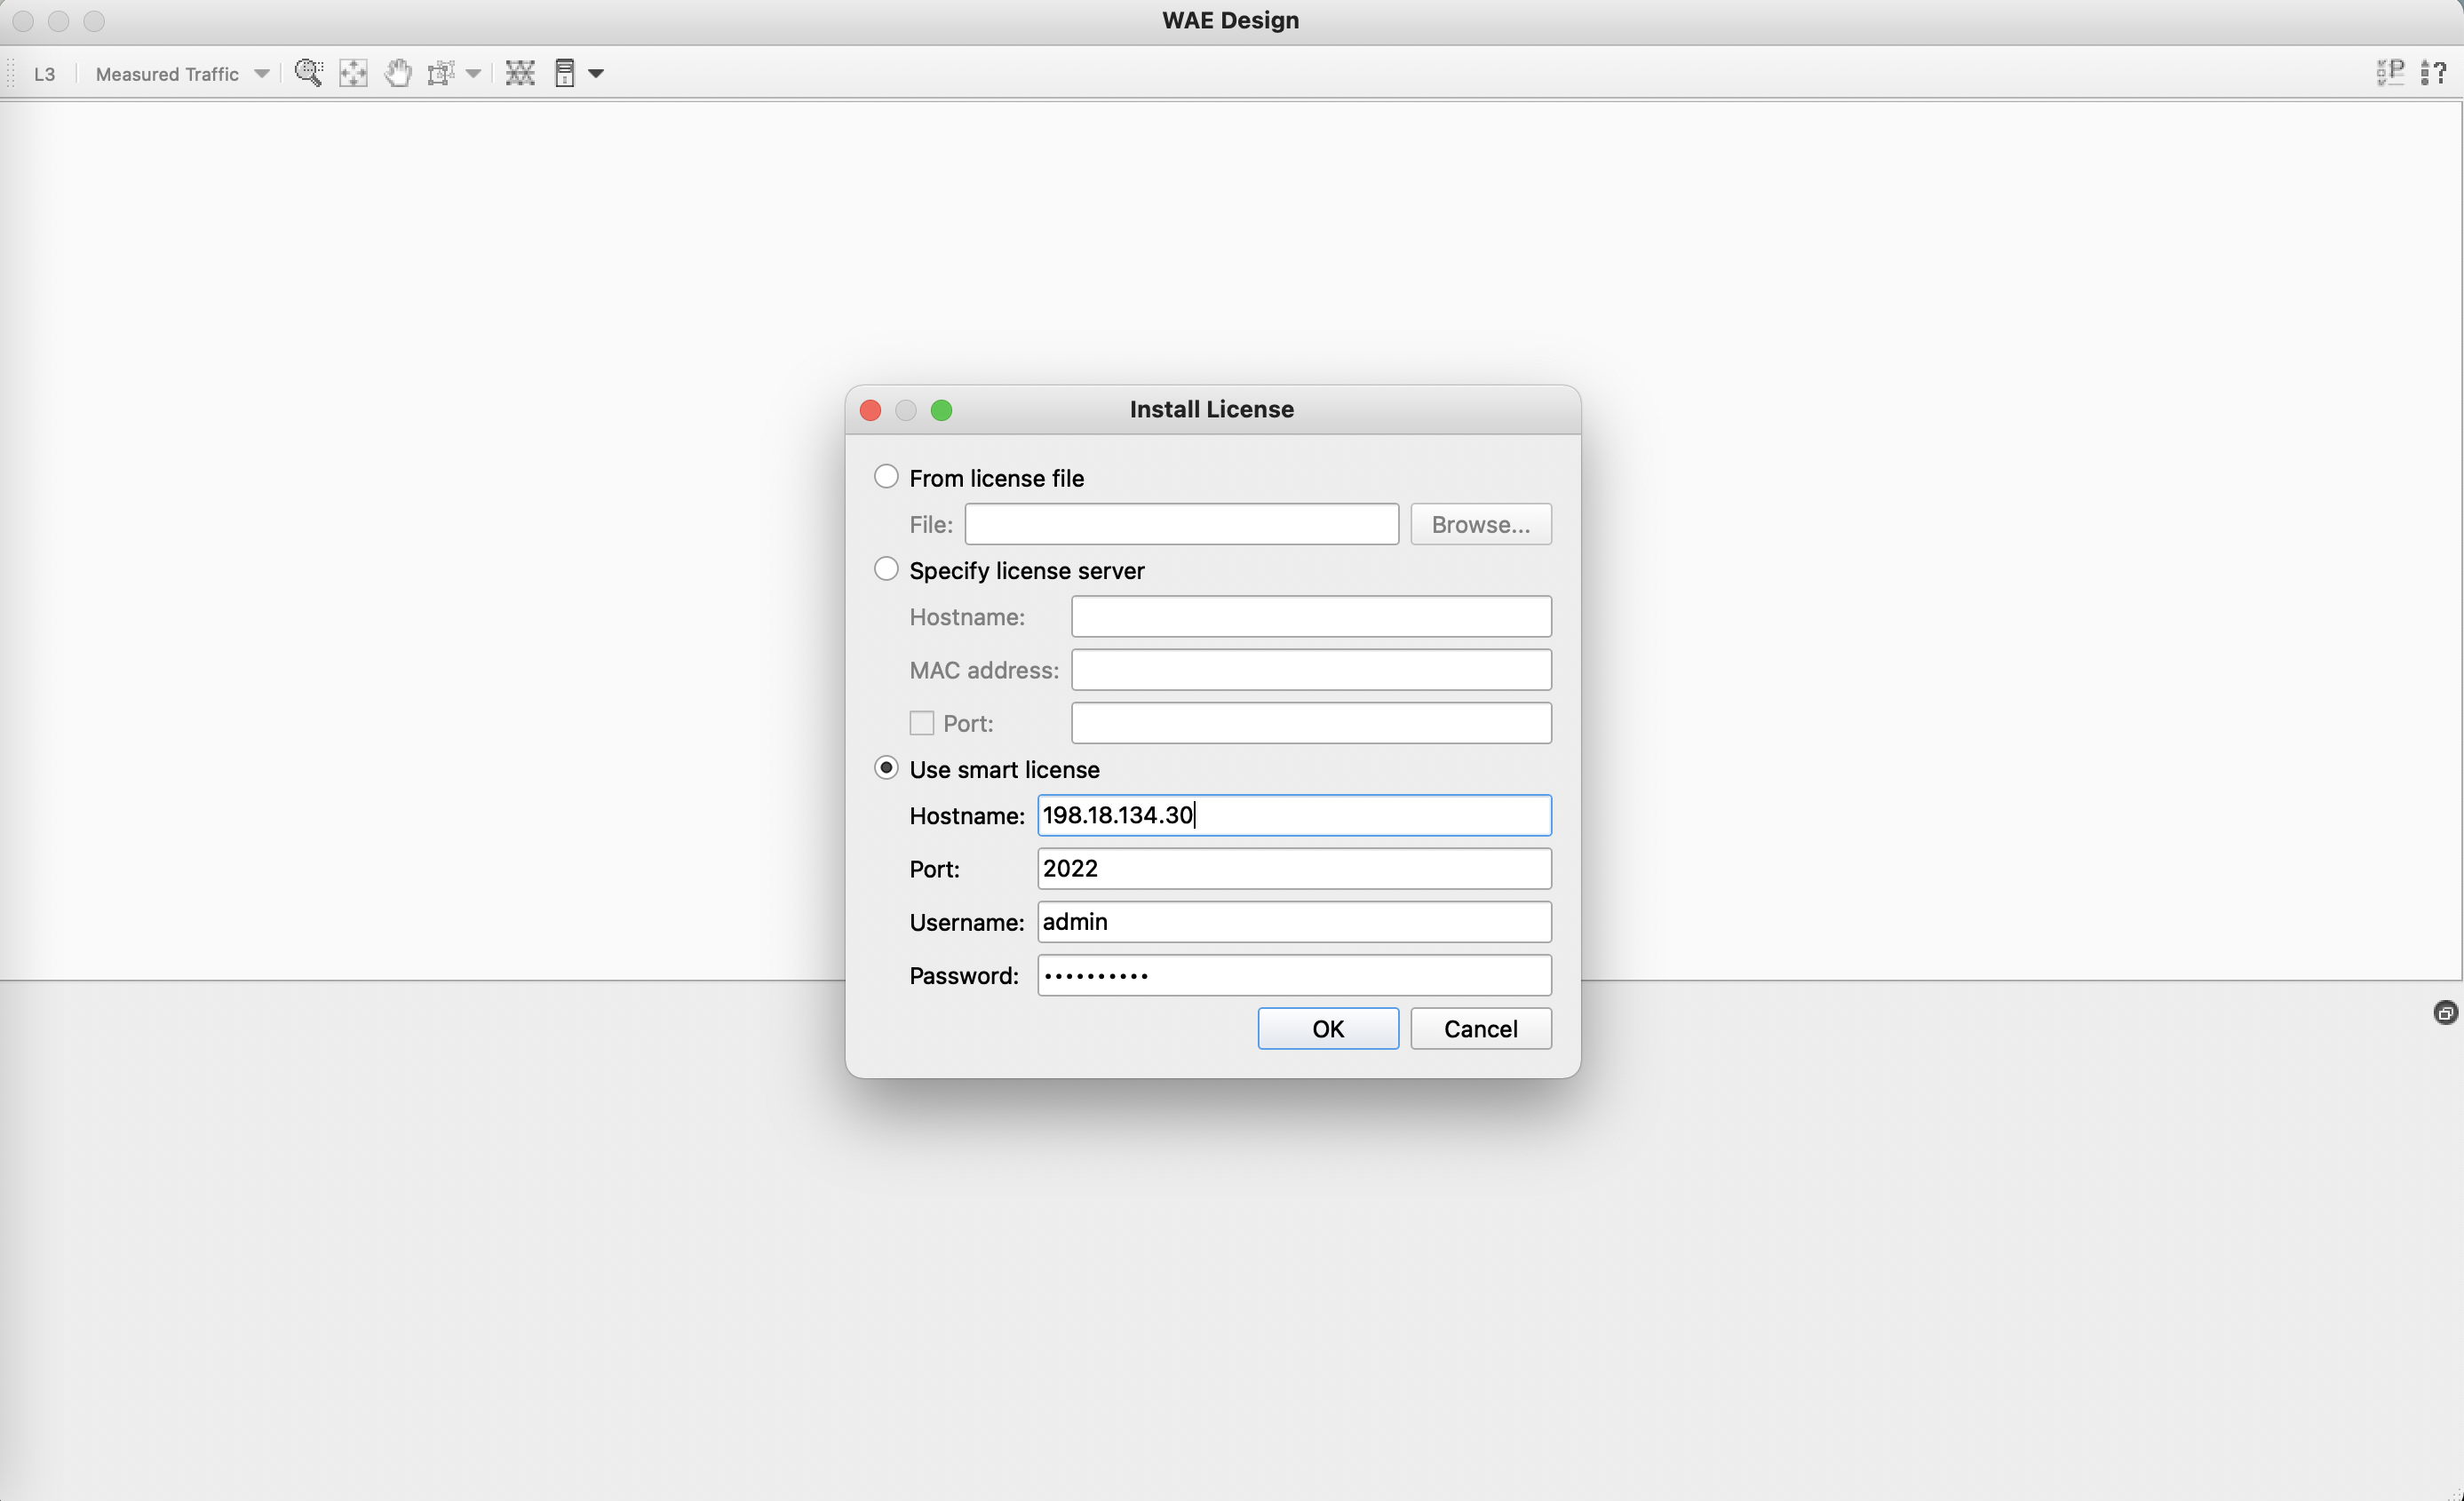 WAE Design
L3 Measured Traffic
Install License
From license file
File: Browse...
Specify license server
Hostname:
MAC address:
Port:
Use smart license
Hostname: 198.18.134.30
Port: 2022
Username: admin
Password: ••••••••••
OK Cancel